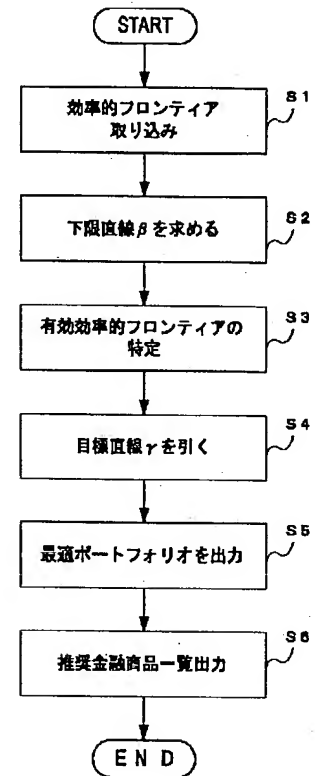 START
効率的フロンティア
取り込み
S1
下限直線βを求める
S2
有効効率的フロンティアの
特定
S3
目標直線γを引く
S4
最適ポートフォリオを出力
S5
推奨金融商品一覧出力
S6
END